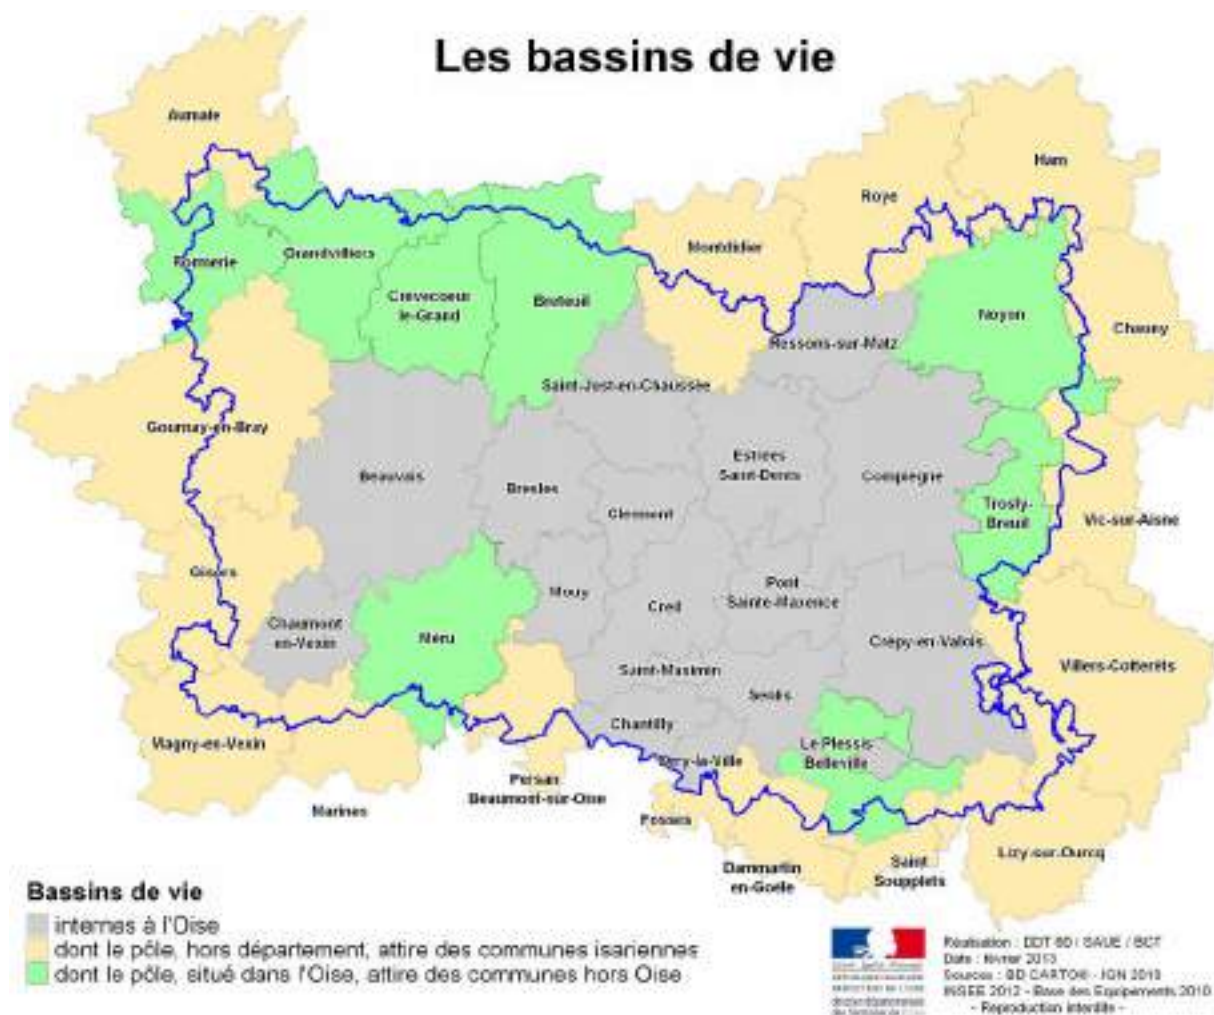 Les bassins de vie
Aumale
Ham
Roye
Montdidier
Formerie
Grandvilliers
Crèvecoeur
le-Grand
Breteuil
Noyon
Chauny
Ressons-sur-Matz
Saint-Just-en-Chaussée
Gournay-en-Bray
Beauvais
Bresles
Estrées
Saint-Denis
Compiègne
Clermont
Trosly-
Breuil
Vic-sur-Aisne
Gisors
Mouy
Pont
Sainte-Maxence
Creil
Chaumont
en-Vexin
Méru
Crépy-en-Valois
Villers-Cotterêts
Saint-Maximin
Senlis
Chantilly
Magny-en-Vexin
Orry-la-Ville
Le Plessis
Belleville
Persan
Beaumont-sur-Oise
Marines
Fosses
Lizy-sur-Ourcq
Dammartin
en-Goële
Saint
Soupplets
Bassins de vie
internes à l'Oise
dont le pôle, hors département, attire des communes isariennes
dont le pôle, situé dans l'Oise, attire des communes hors Oise
Réalisation : DDT 60 / SAUE / BCT
Date : février 2013
Sources : BD CARTO® - IGN 2010
INSEE 2012 - Base des Equipements 2010
- Reproduction interdite -